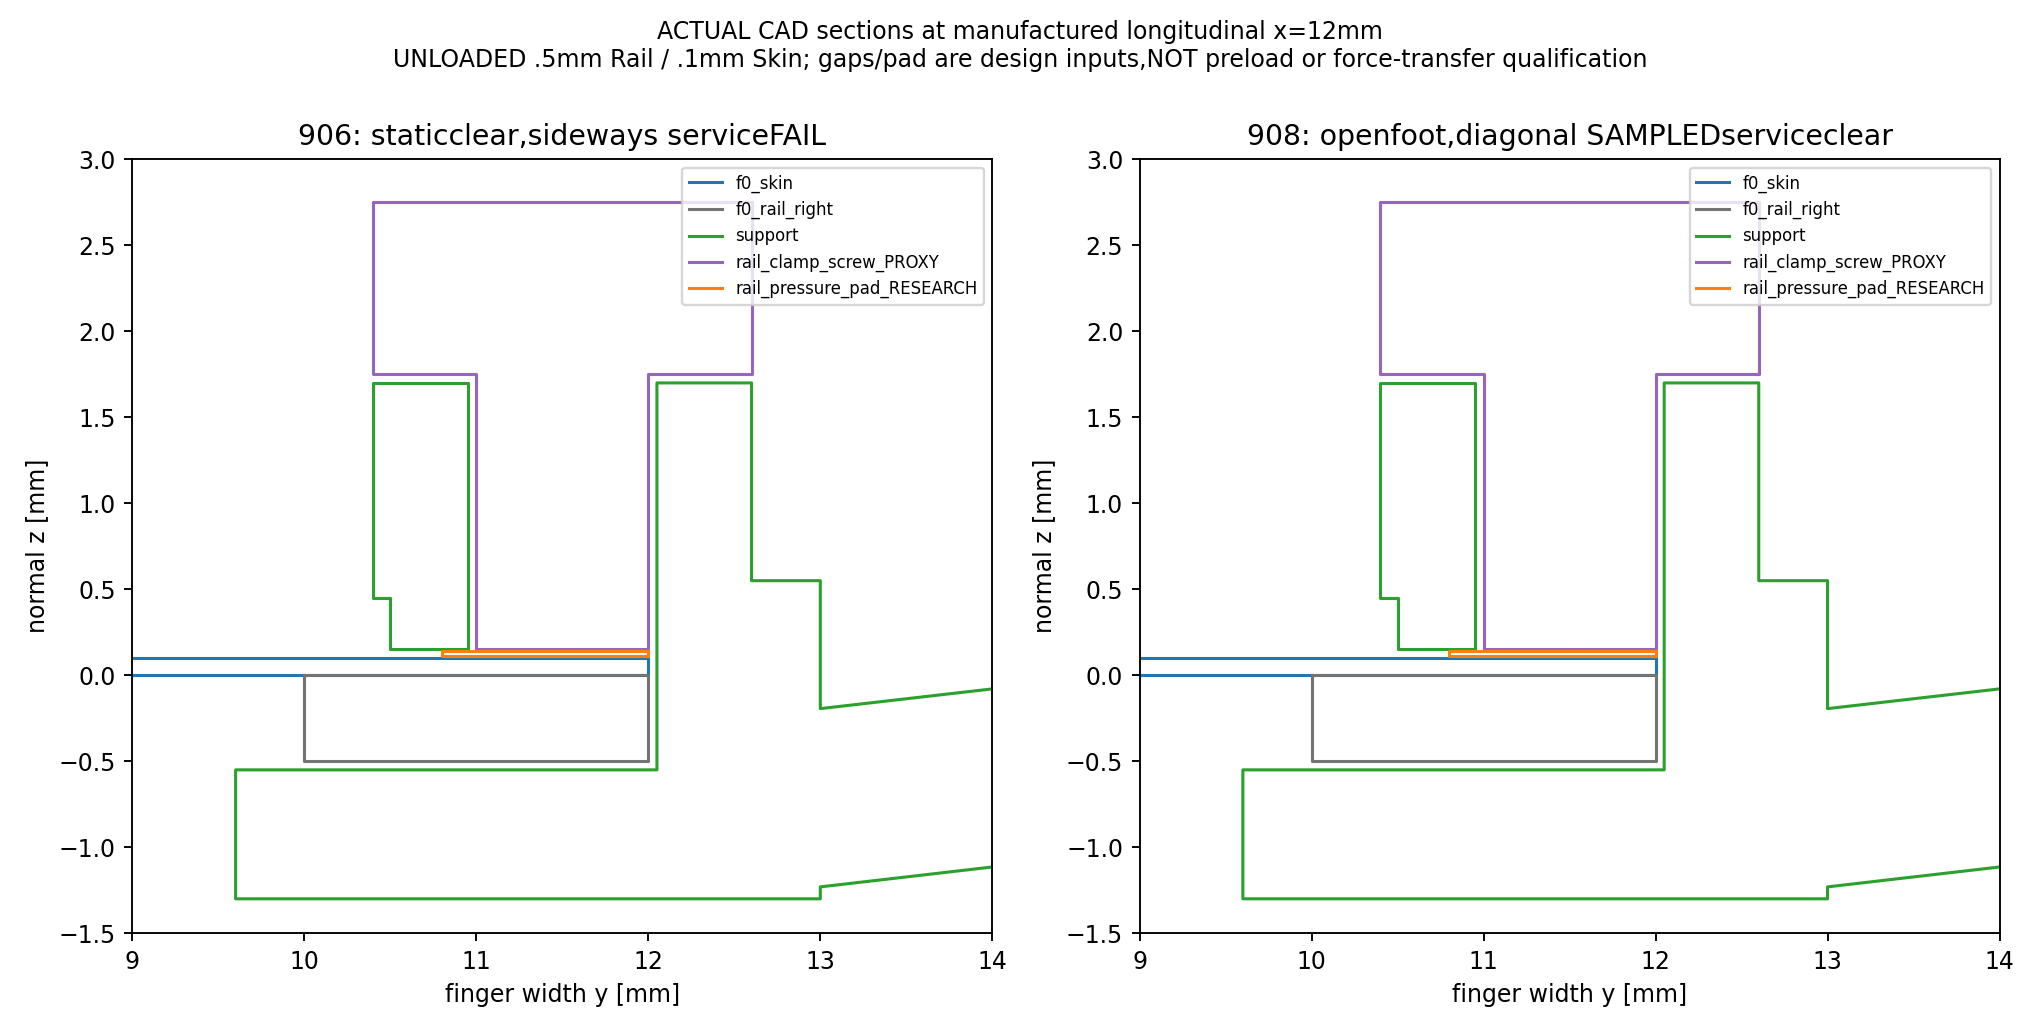 ACTUAL CAD sections at manufactured longitudinal x=12mm
UNLOADED .5mm Rail / .1mm Skin; gaps/pad are design inputs,NOT preload or force-transfer qualification
906: staticclear,sideways serviceFAIL
3.0
2.5
2.0
1.5
1.0
0.5
0.0
−0.5
−1.0
−1.5
normal z [mm]
f0_skin
f0_rail_right
support
rail_clamp_screw_PROXY
rail_pressure_pad_RESEARCH
9 10 11 12 13 14
finger width y [mm]
908: openfoot,diagonal SAMPLEDserviceclear
3.0
2.5
2.0
1.5
1.0
0.5
0.0
−0.5
−1.0
−1.5
normal z [mm]
f0_skin
f0_rail_right
support
rail_clamp_screw_PROXY
rail_pressure_pad_RESEARCH
9 10 11 12 13 14
finger width y [mm]